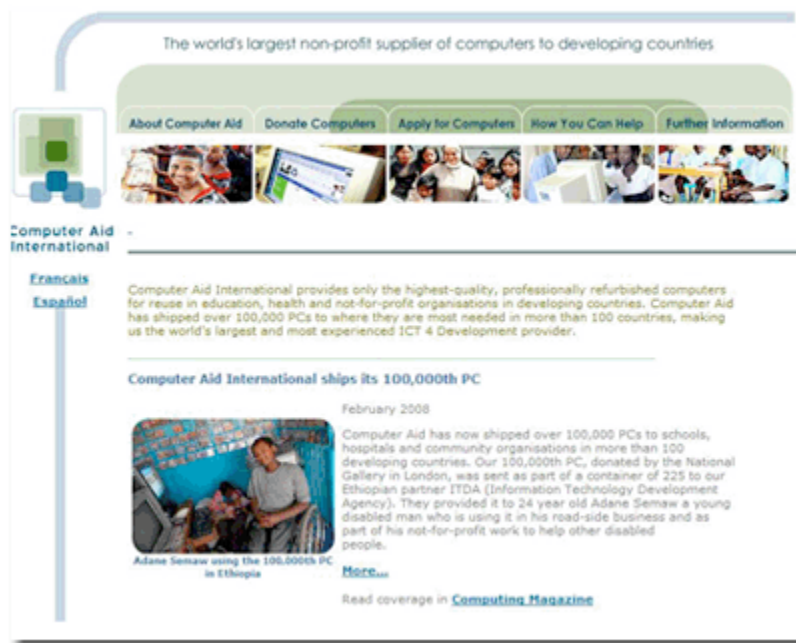 The world's largest non-profit supplier of computers to developing countries
About Computer Aid
Donate Computers
Apply for Computers
How You Can Help
Further Information
Computer Aid
International
-
Français
Español
Computer Aid International provides only the highest-quality, professionally refurbished computers
for reuse in education, health and not-for-profit organisations in developing countries. Computer Aid
has shipped over 100,000 PCs to where they are most needed in more than 100 countries, making
us the world's largest and most experienced ICT 4 Development provider.
Computer Aid International ships its 100,000th PC
February 2008
Computer Aid has now shipped over 100,000 PCs to schools,
hospitals and community organisations in more than 100
developing countries. Our 100,000th PC, donated by the National
Gallery in London, was sent as part of a container of 225 to our
Ethiopian partner ITDA (Information Technology Development
Agency). They provided it to 24 year old Adane Semaw a young
disabled man who is using it in his road-side business and as
part of his not-for-profit work to help other disabled
people.
Adane Semaw using the 100,000th PC
in Ethiopia
More...
Read coverage in Computing Magazine